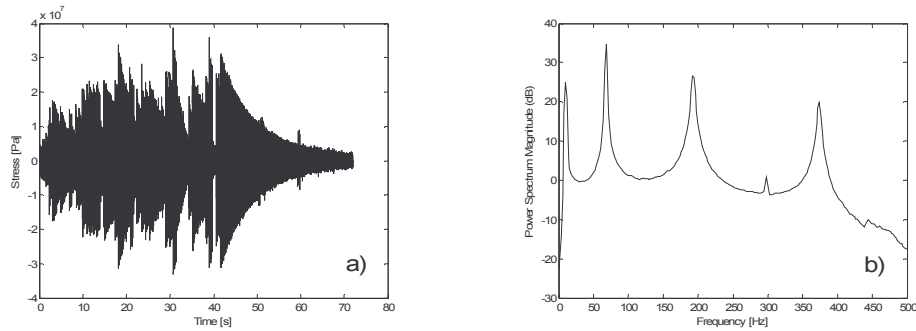 x 10⁷
4
3
2
1
0
-1
-2
-3
-4
0 10 20 30 40 50 60 70 80
Stress [Pa]
Time [s]
a)
40
30
20
10
0
-10
-20
-30
0 50 100 150 200 250 300 350 400 450 500
Power Spectrum Magnitude (dB)
Frequency [Hz]
b)